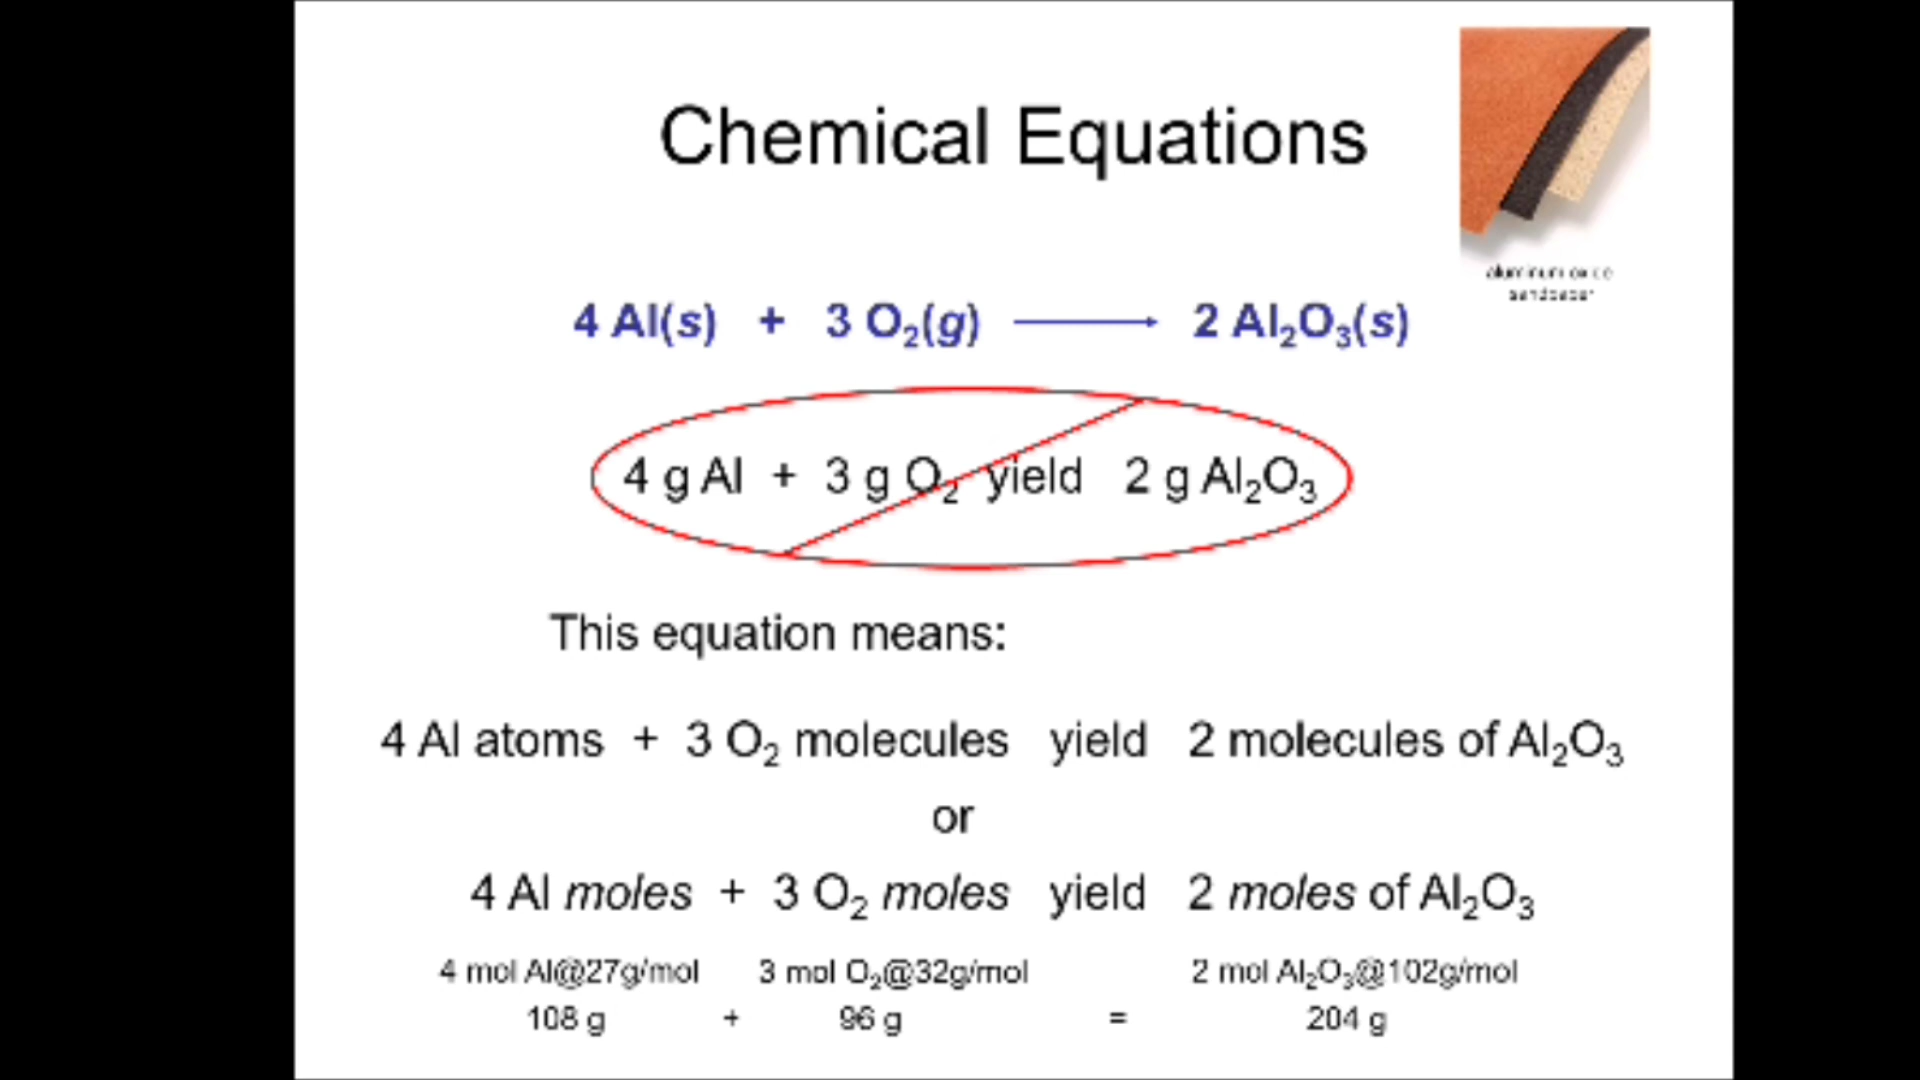 Chemical Equations
aluminum oxide
sandpaper
4 Al(s) + 3 O₂(g) ⟶ 2 Al₂O₃(s)
4 g Al + 3 g O₂ yield 2 g Al₂O₃
This equation means:
4 Al atoms + 3 O₂ molecules yield 2 molecules of Al₂O₃
or
4 Al moles + 3 O₂ moles yield 2 moles of Al₂O₃
4 mol Al@27g/mol 3 mol O₂@32g/mol 2 mol Al₂O₃@102g/mol
108 g + 96 g = 204 g